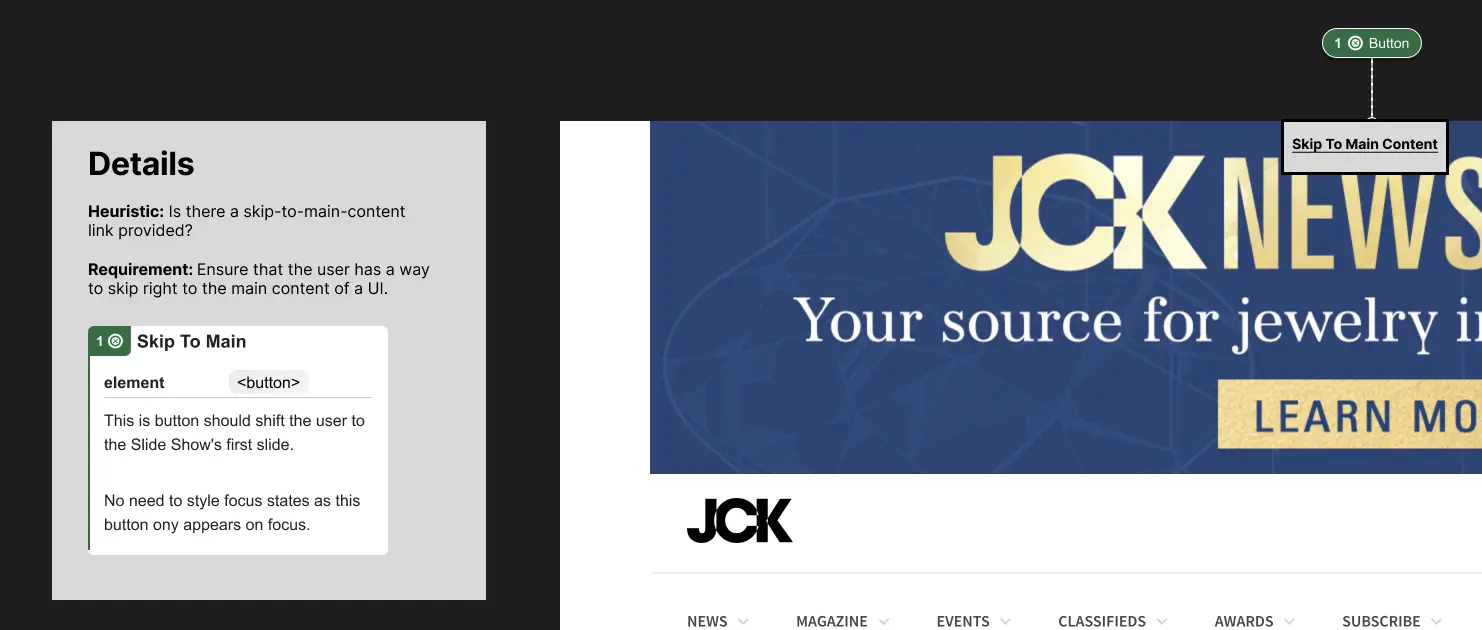 1 Button
Details
Skip To Main Content
Heuristic: Is there a skip-to-main-content
link provided?
Requirement: Ensure that the user has a way
to skip right to the main content of a UI.
1 Skip To Main
element <button>
This is button should shift the user to
the Slide Show's first slide.
No need to style focus states as this
button ony appears on focus.
JCK NEWS
Your source for jewelry in
LEARN MO
JCK
NEWS MAGAZINE EVENTS CLASSIFIEDS AWARDS SUBSCRIBE